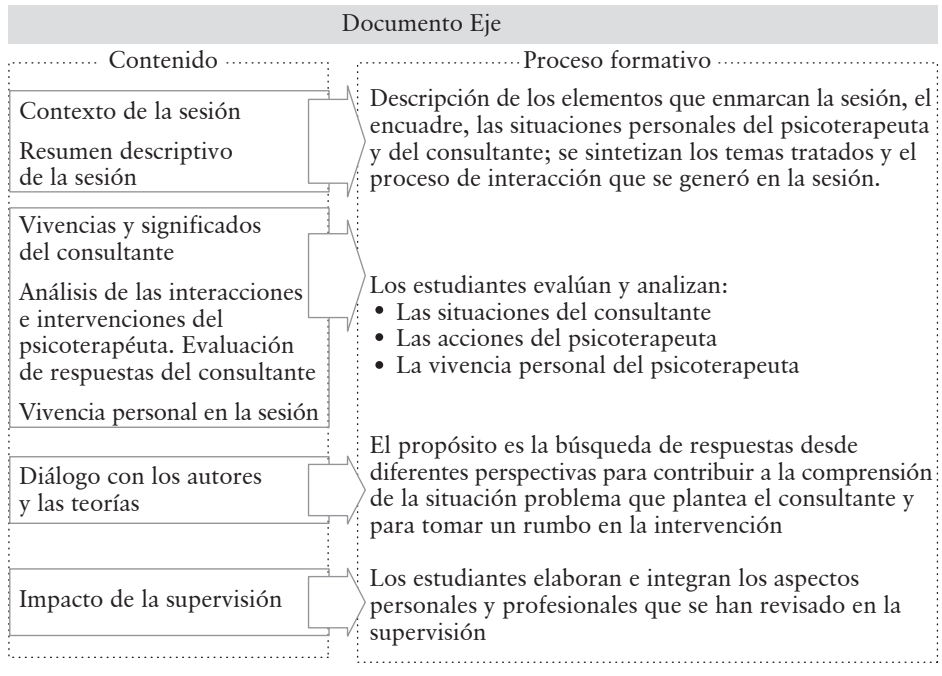 Documento Eje
Contenido
Proceso formativo
Contexto de la sesión
Resumen descriptivo
de la sesión
Descripción de los elementos que enmarcan la sesión, el
encuadre, las situaciones personales del psicoterapeuta
y del consultante; se sintetizan los temas tratados y el
proceso de interacción que se generó en la sesión.
Vivencias y significados
del consultante
Análisis de las interacciones
e intervenciones del
psicoterapéuta. Evaluación
de respuestas del consultante
Vivencia personal en la sesión
Los estudiantes evalúan y analizan:
• Las situaciones del consultante
• Las acciones del psicoterapeuta
• La vivencia personal del psicoterapeuta
Diálogo con los autores
y las teorías
El propósito es la búsqueda de respuestas desde
diferentes perspectivas para contribuir a la comprensión
de la situación problema que plantea el consultante y
para tomar un rumbo en la intervención
Impacto de la supervisión
Los estudiantes elaboran e integran los aspectos
personales y profesionales que se han revisado en la
supervisión